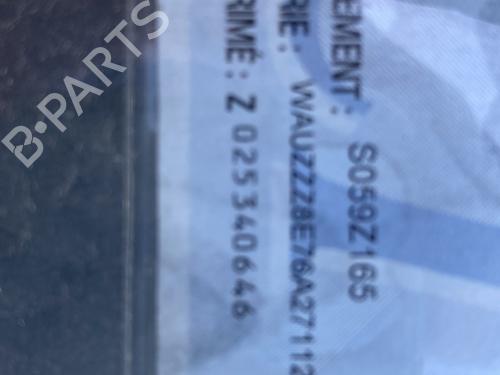 EMENT : S059Z165
RIE : WAUZZZ8E76A27112
RIMÉ : Z 025340646
B-PARTS